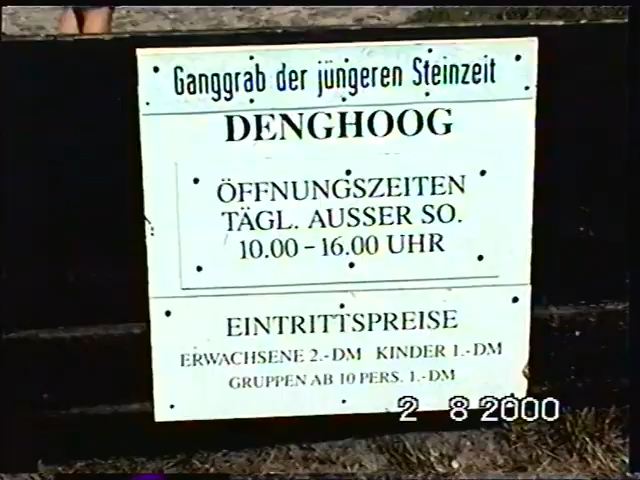 Ganggrab der jüngeren Steinzeit
DENGHOOG
ÖFFNUNGSZEITEN
TÄGL. AUSSER SO.
10.00-16.00 UHR
EINTRITTSPREISE
ERWACHSENE 2.-DM KINDER 1.-DM
GRUPPEN AB 10 PERS. 1.-DM
2 8 2000